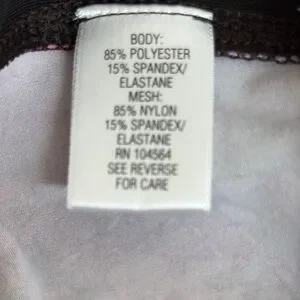 BODY:
85% POLYESTER
15% SPANDEX/
ELASTANE
MESH:
85% NYLON
15% SPANDEX/
ELASTANE
RN 104564
SEE REVERSE
FOR CARE